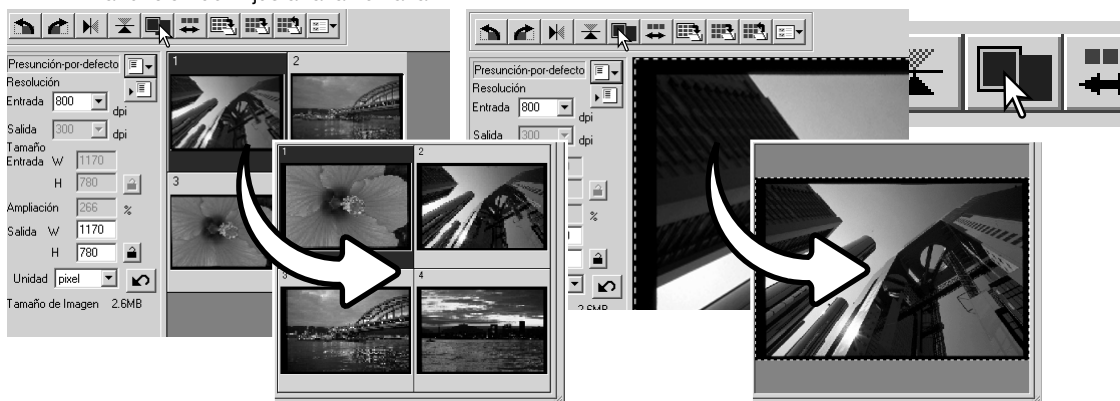 1 2
Presunción-por-defecto
Resolución
Entrada 800 dpi
Salida 300 dpi
Tamaño
Entrada W 1170
H 780
Ampliación 266 %
Salida W 1170
H 780
Unidad pixel
Tamaño de Imagen 2.6MB
3
1 2
3 4
Presunción-por-defecto
Resolución
Entrada 800 dpi
Salida 300 dpi
%